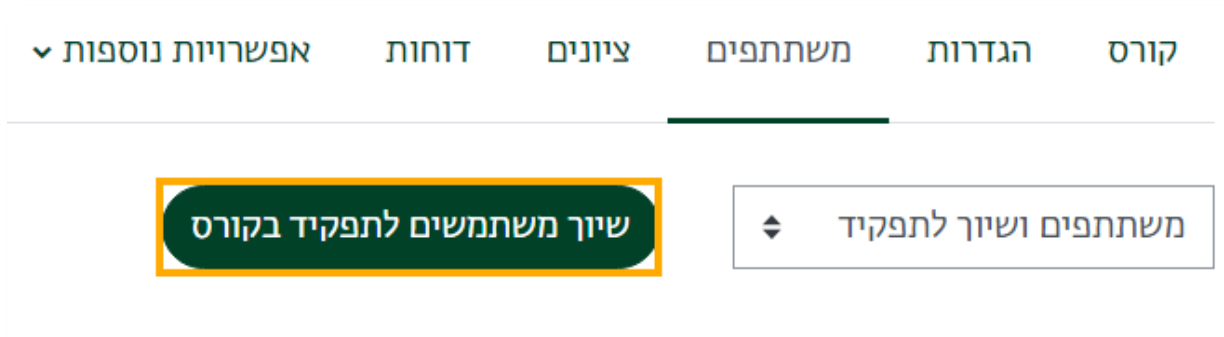 קורס הגדרות משתתפים ציונים דוחות אפשרויות נוספות
משתתפים ושיוך לתפקיד שיוך משתמשים לתפקיד בקורס